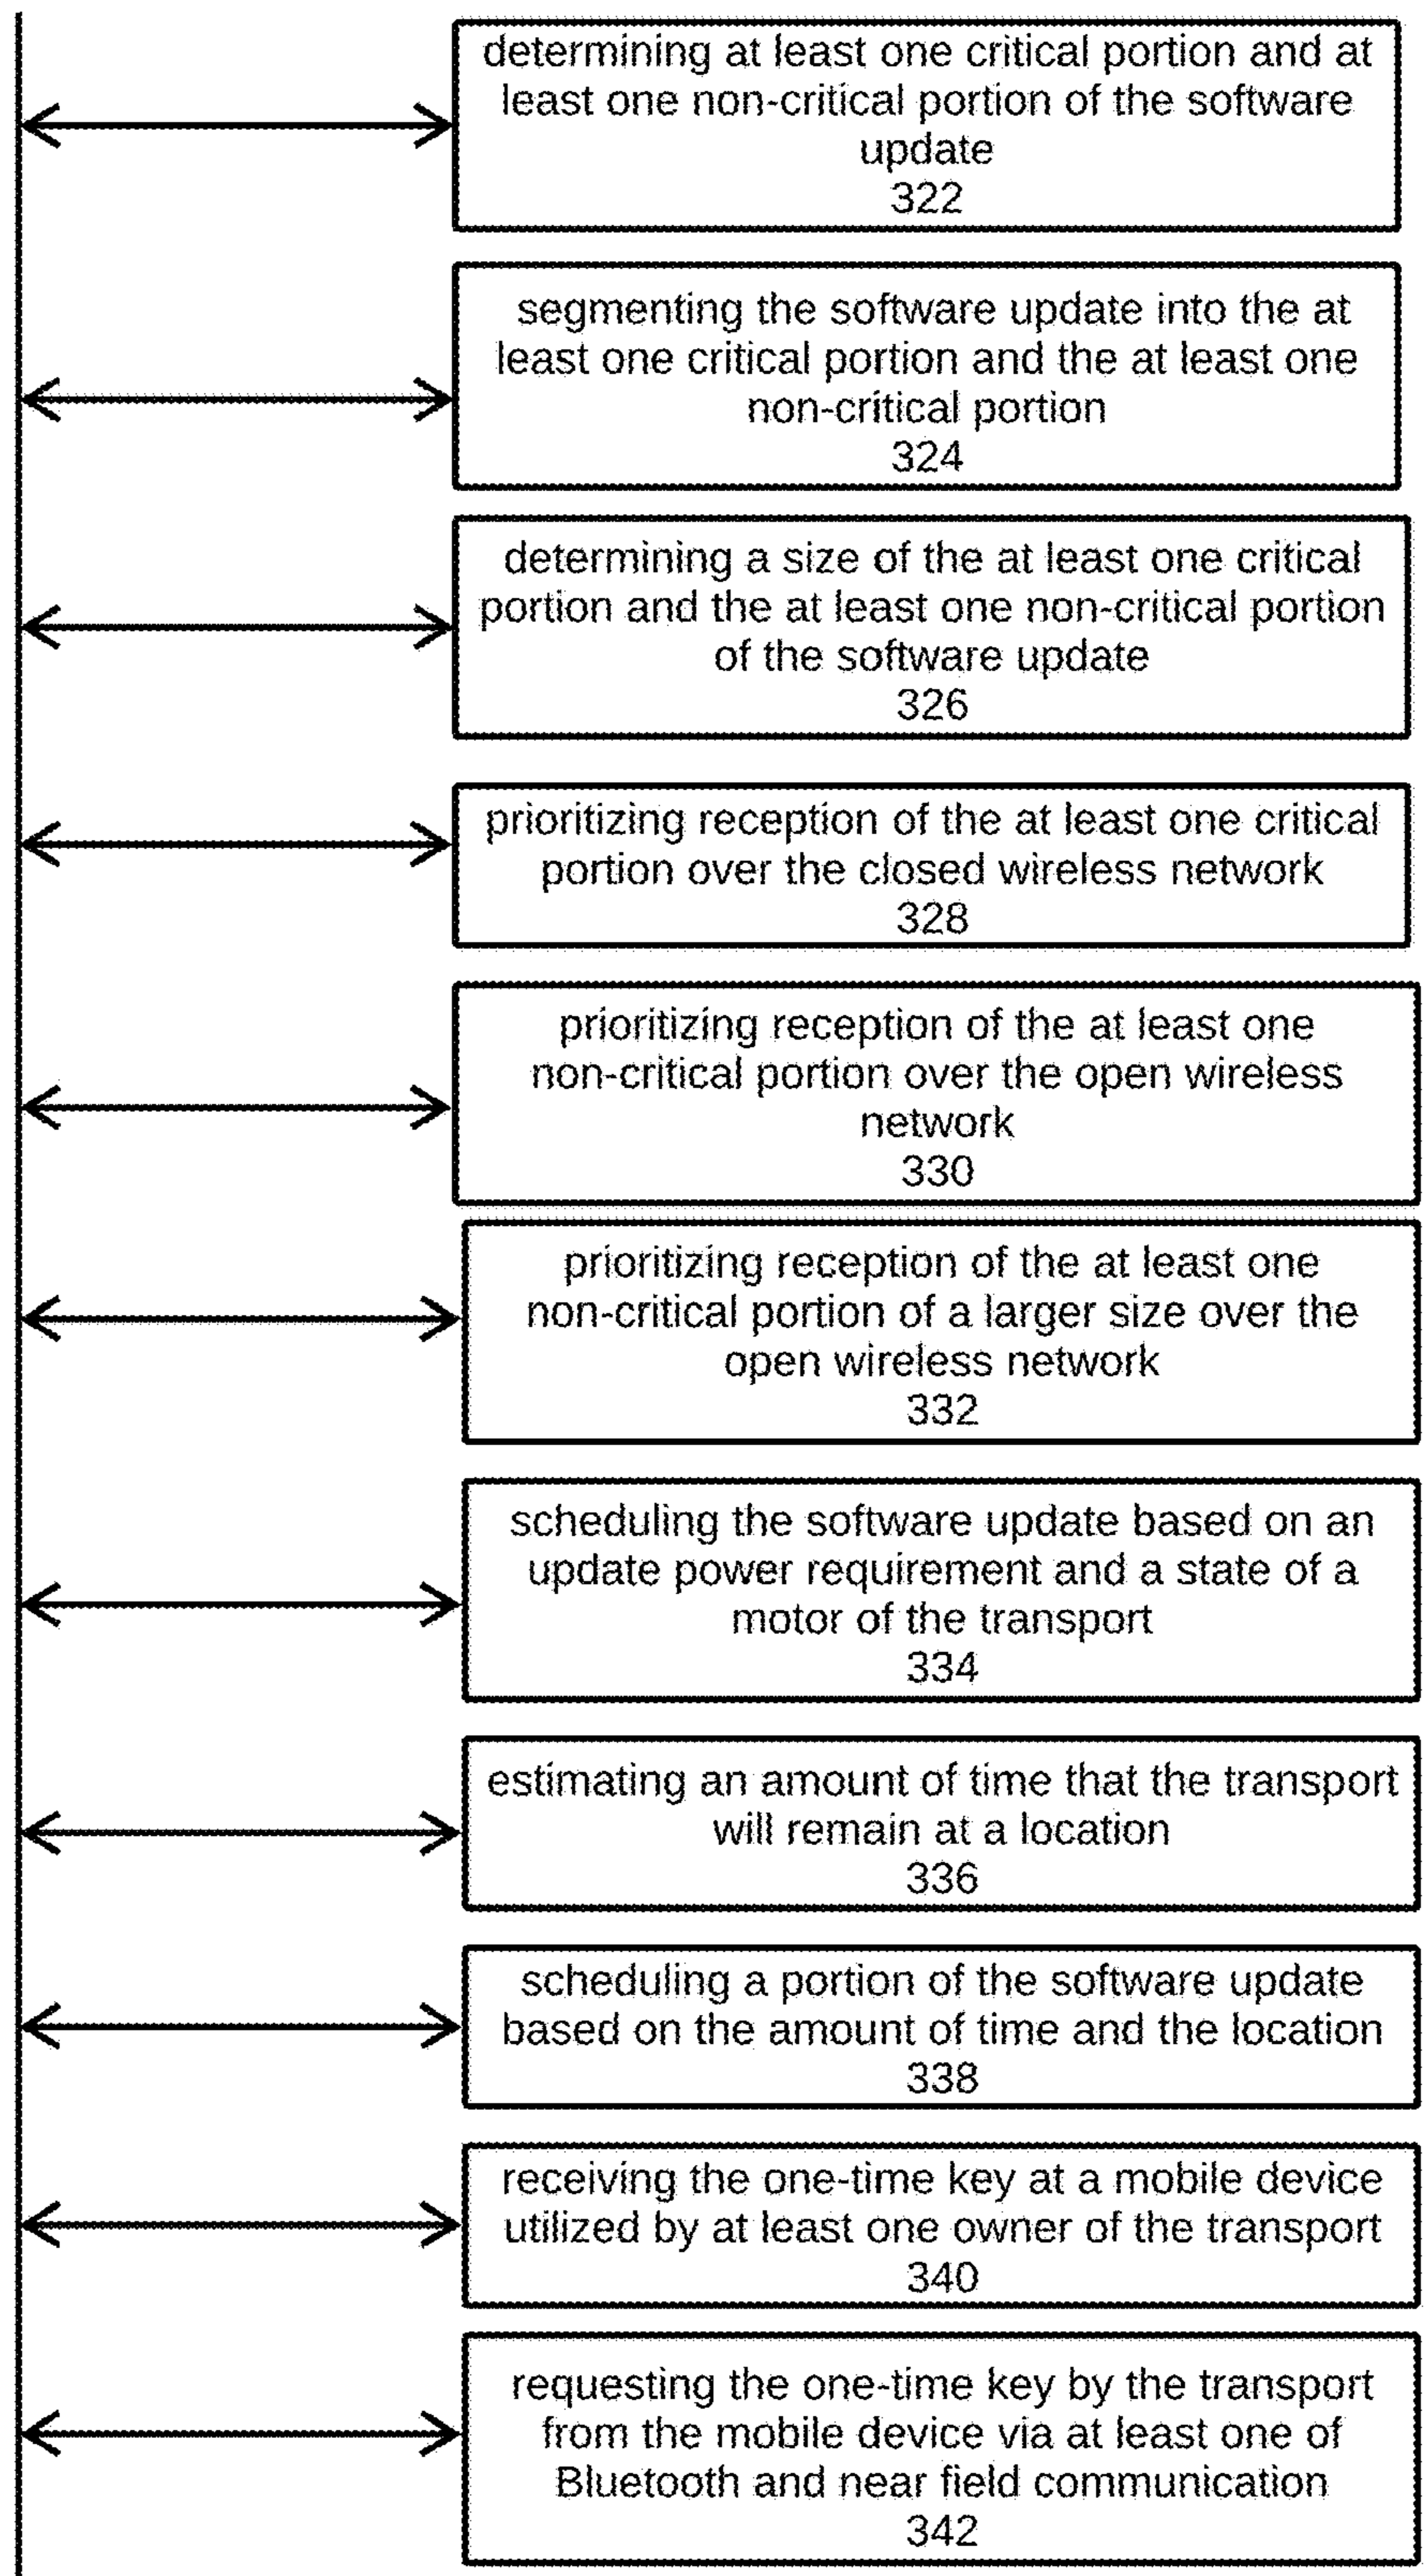 determining at least one critical portion and at
least one non-critical portion of the software
update
322
segmenting the software update into the at
least one critical portion and the at least one
non-critical portion
324
determining a size of the at least one critical
portion and the at least one non-critical portion
of the software update
326
prioritizing reception of the at least one critical
portion over the closed wireless network
328
prioritizing reception of the at least one
non-critical portion over the open wireless
network
330
prioritizing reception of the at least one
non-critical portion of a larger size over the
open wireless network
332
scheduling the software update based on an
update power requirement and a state of a
motor of the transport
334
estimating an amount of time that the transport
will remain at a location
336
scheduling a portion of the software update
based on the amount of time and the location
338
receiving the one-time key at a mobile device
utilized by at least one owner of the transport
340
requesting the one-time key by the transport
from the mobile device via at least one of
Bluetooth and near field communication
342